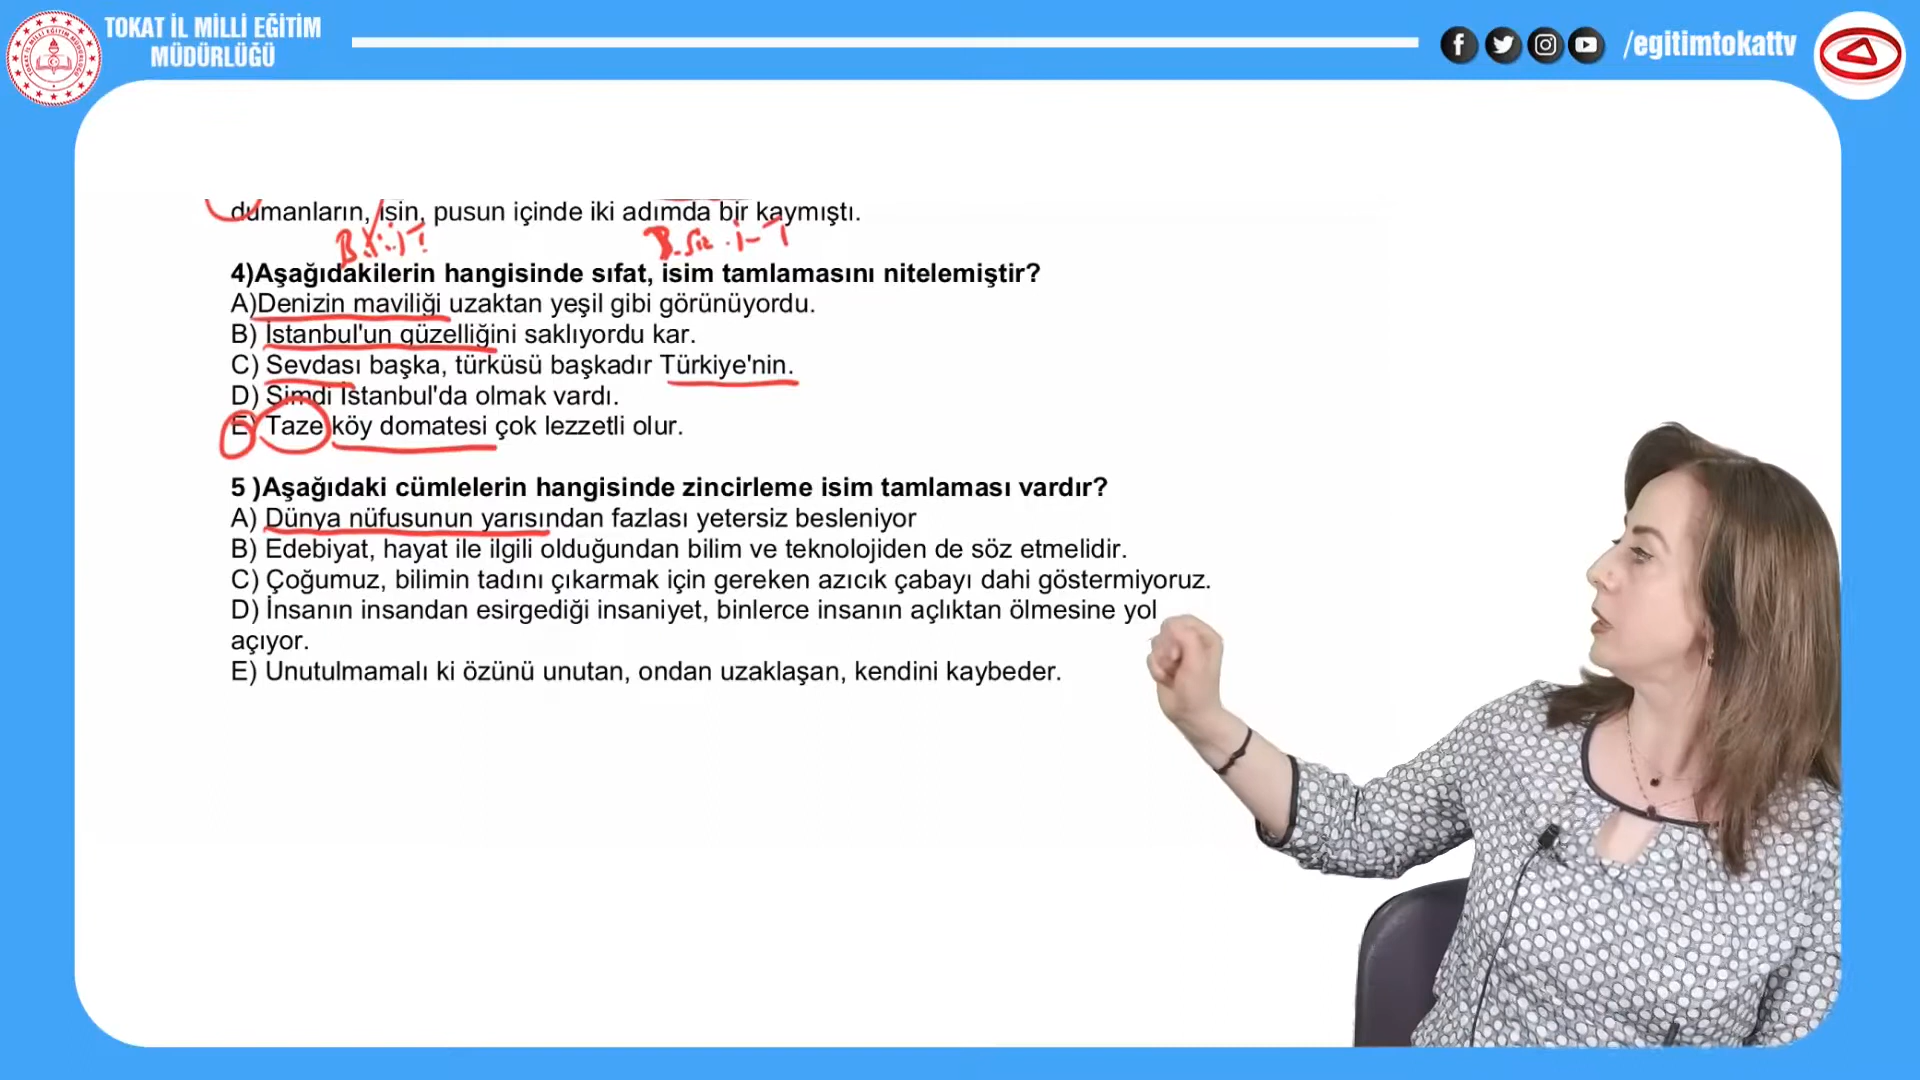 TOKAT İL MİLLİ EĞİTİM
MÜDÜRLÜĞÜ
/egitimtokattv
dumanların, isin, pusun içinde iki adımda bir kaymıştı.
4)Aşağıdakilerin hangisinde sıfat, isim tamlamasını nitelemiştir?
A)Denizin maviliği uzaktan yeşil gibi görünüyordu.
B) İstanbul'un güzelliğini saklıyordu kar.
C) Sevdası başka, türküsü başkadır Türkiye'nin.
D) Şimdi İstanbul'da olmak vardı.
E) Taze köy domatesi çok lezzetli olur.
5 )Aşağıdaki cümlelerin hangisinde zincirleme isim tamlaması vardır?
A) Dünya nüfusunun yarısından fazlası yetersiz besleniyor
B) Edebiyat, hayat ile ilgili olduğundan bilim ve teknolojiden de söz etmelidir.
C) Çoğumuz, bilimin tadını çıkarmak için gereken azıcık çabayı dahi göstermiyoruz.
D) İnsanın insandan esirgediği insaniyet, binlerce insanın açlıktan ölmesine yol
açıyor.
E) Unutulmamalı ki özünü unutan, ondan uzaklaşan, kendini kaybeder.